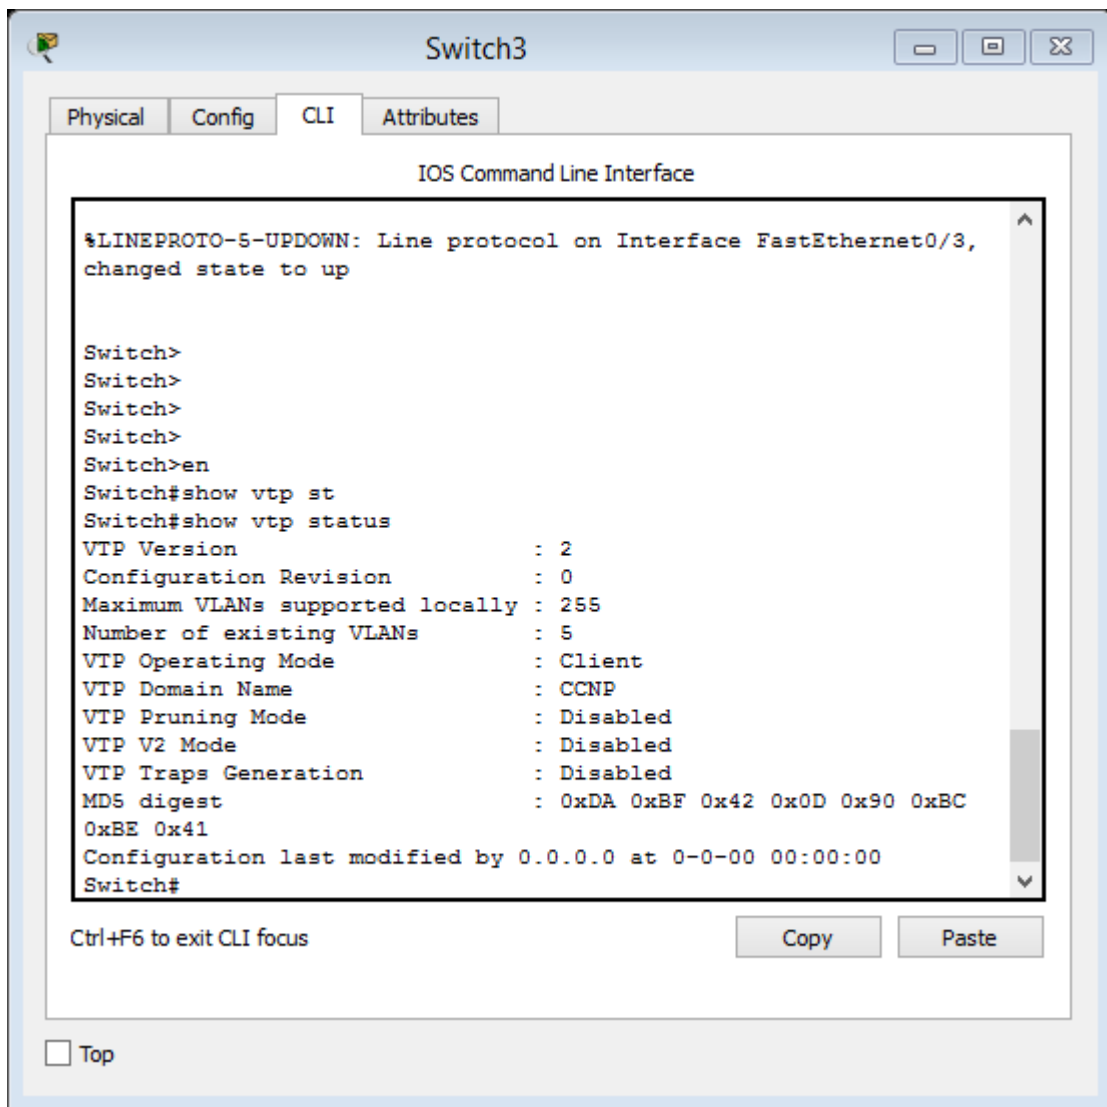 Switch3
Physical Config CLI Attributes
IOS Command Line Interface
%LINEPROTO-5-UPDOWN: Line protocol on Interface FastEthernet0/3,
changed state to up
Switch>
Switch>
Switch>
Switch>
Switch>en
Switch#show vtp st
Switch#show vtp status
VTP Version : 2
Configuration Revision : 0
Maximum VLANs supported locally : 255
Number of existing VLANs : 5
VTP Operating Mode : Client
VTP Domain Name : CCNP
VTP Pruning Mode : Disabled
VTP V2 Mode : Disabled
VTP Traps Generation : Disabled
MD5 digest : 0xDA 0xBF 0x42 0x0D 0x90 0xBC
0xBE 0x41
Configuration last modified by 0.0.0.0 at 0-0-00 00:00:00
Switch#
Ctrl+F6 to exit CLI focus Copy Paste
Top